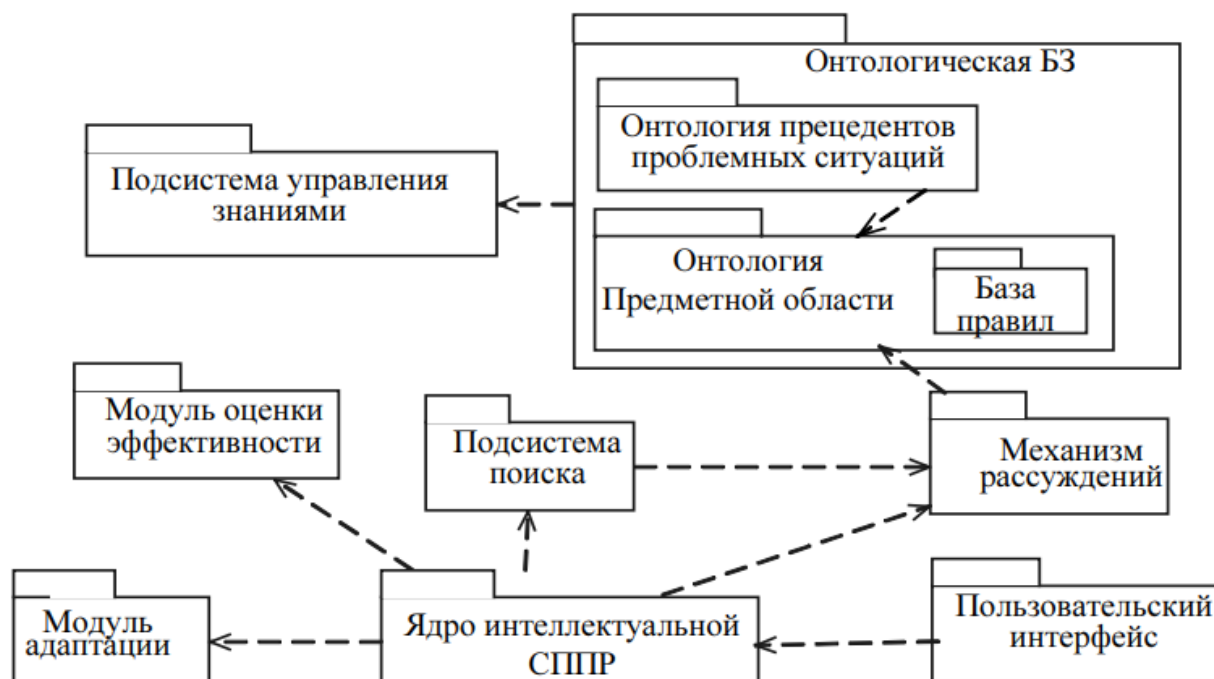 Онтологическая БЗ
Онтология прецедентов
проблемных ситуаций
Подсистема управления
знаниями
Онтология
Предметной области
База
правил
Модуль оценки
эффективности
Подсистема
поиска
Механизм
рассуждений
Модуль
адаптации
Ядро интеллектуальной
СППР
Пользовательский
интерфейс